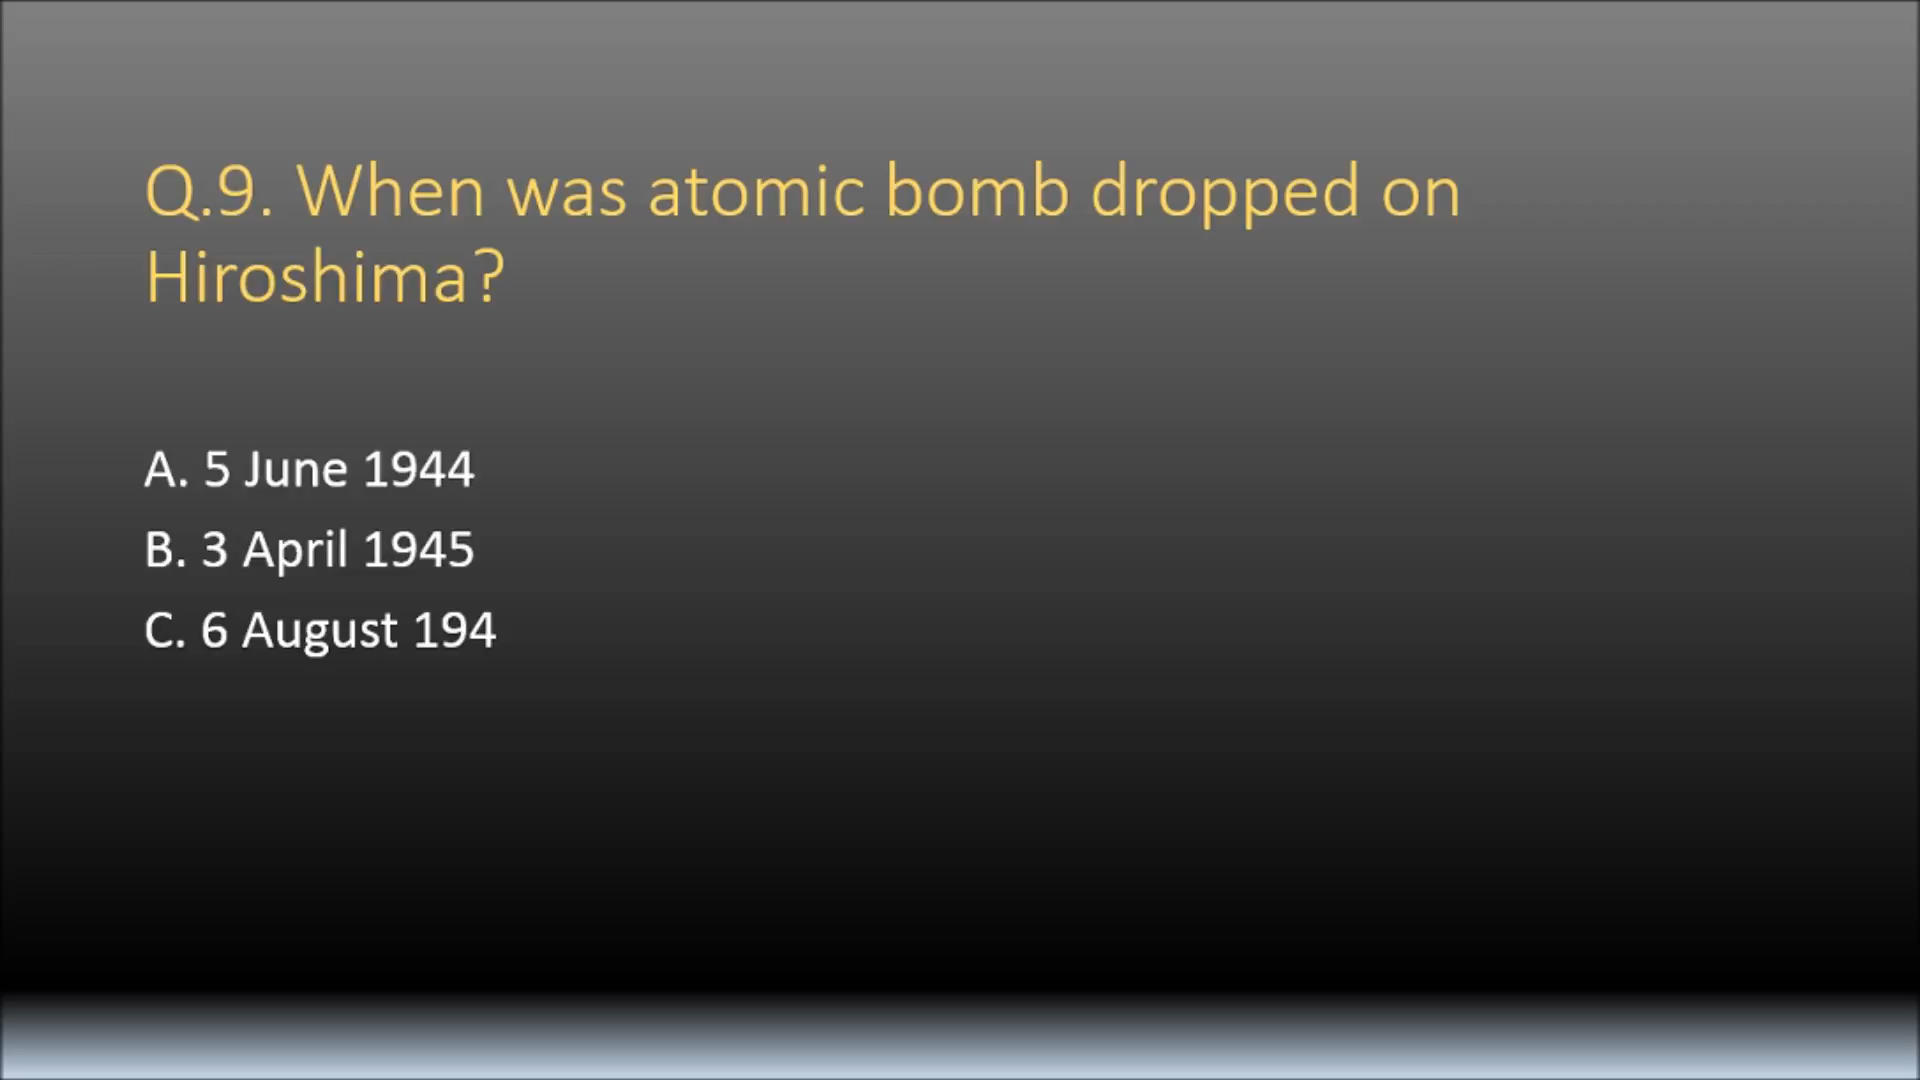 Q.9. When was atomic bomb dropped on
Hiroshima?
A. 5 June 1944
B. 3 April 1945
C. 6 August 194